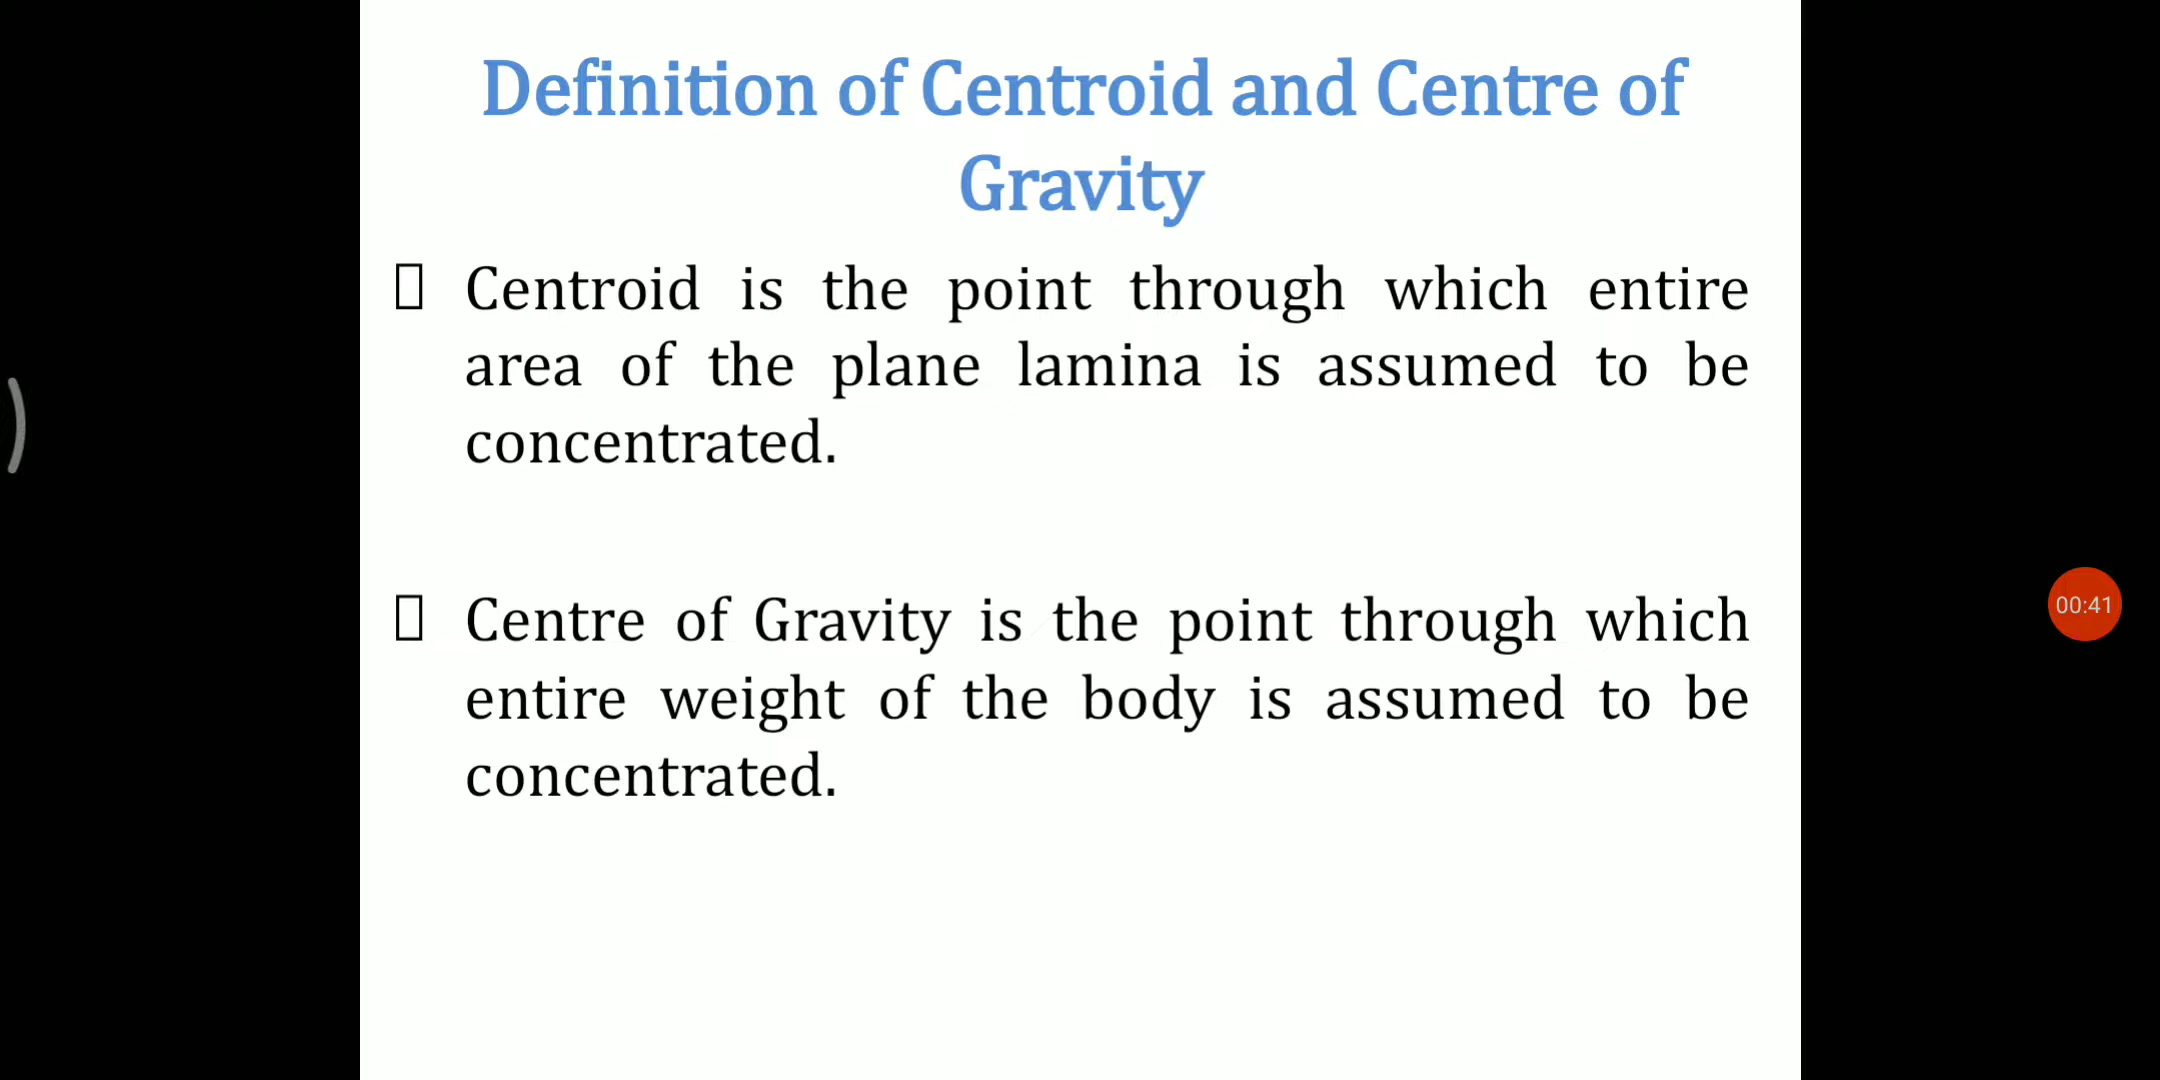 Definition of Centroid and Centre of
Gravity
Centroid is the point through which entire
area of the plane lamina is assumed to be
concentrated.
Centre of Gravity is the point through which
entire weight of the body is assumed to be
concentrated.
00:41